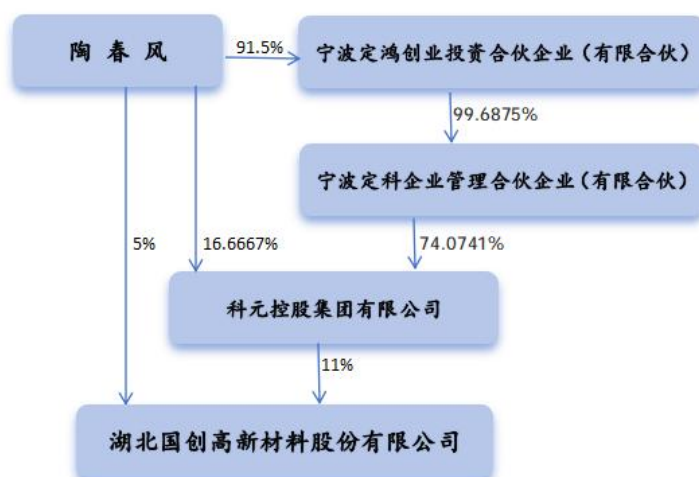 陶 春 风
91.5%
宁波定鸿创业投资合伙企业（有限合伙）
99.6875%
宁波定科企业管理合伙企业（有限合伙）
5%
16.6667%
74.0741%
科元控股集团有限公司
11%
湖北国创高新材料股份有限公司